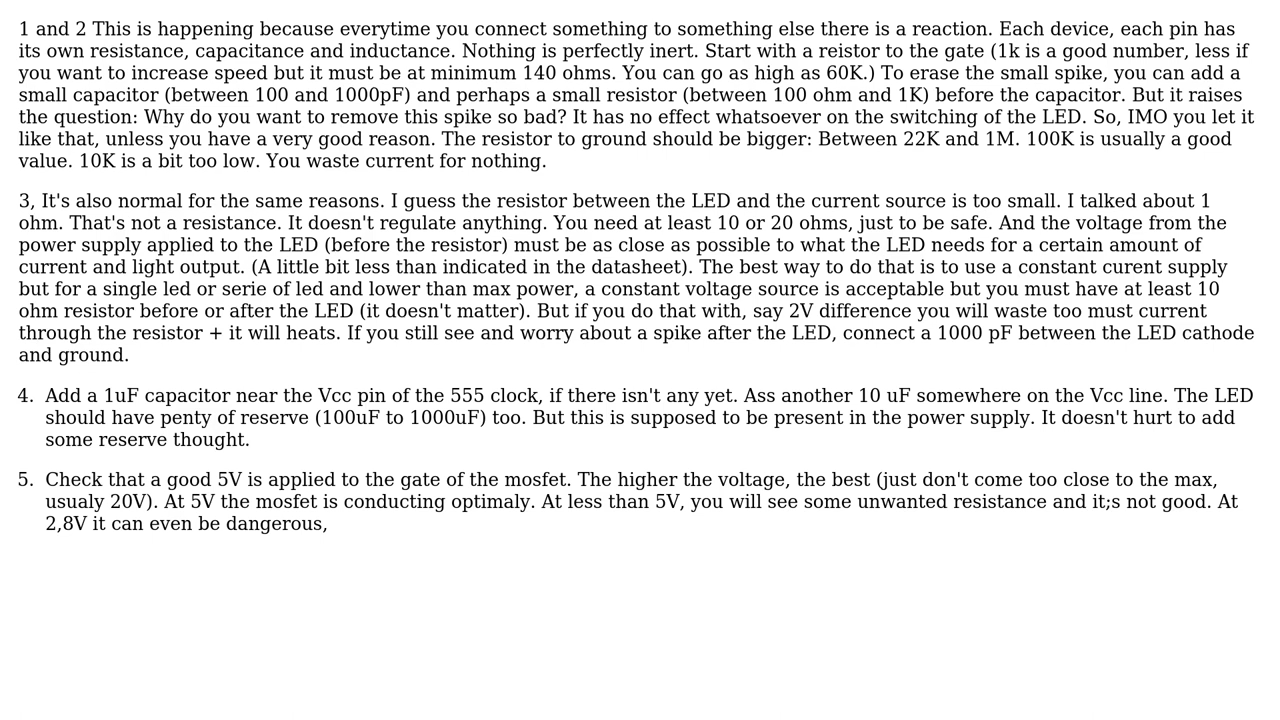 1 and 2 This is happening because everytime you connect something to something else there is a reaction. Each device, each pin has
its own resistance, capacitance and inductance. Nothing is perfectly inert. Start with a reistor to the gate (1k is a good number, less if
you want to increase speed but it must be at minimum 140 ohms. You can go as high as 60K.) To erase the small spike, you can add a
small capacitor (between 100 and 1000pF) and perhaps a small resistor (between 100 ohm and 1K) before the capacitor. But it raises
the question: Why do you want to remove this spike so bad? It has no effect whatsoever on the switching of the LED. So, IMO you let it
like that, unless you have a very good reason. The resistor to ground should be bigger: Between 22K and 1M. 100K is usually a good
value. 10K is a bit too low. You waste current for nothing.
3, It's also normal for the same reasons. I guess the resistor between the LED and the current source is too small. I talked about 1
ohm. That's not a resistance. It doesn't regulate anything. You need at least 10 or 20 ohms, just to be safe. And the voltage from the
power supply applied to the LED (before the resistor) must be as close as possible to what the LED needs for a certain amount of
current and light output. (A little bit less than indicated in the datasheet). The best way to do that is to use a constant curent supply
but for a single led or serie of led and lower than max power, a constant voltage source is acceptable but you must have at least 10
ohm resistor before or after the LED (it doesn't matter). But if you do that with, say 2V difference you will waste too must current
through the resistor + it will heats. If you still see and worry about a spike after the LED, connect a 1000 pF between the LED cathode
and ground.
4. Add a 1uF capacitor near the Vcc pin of the 555 clock, if there isn't any yet. Ass another 10 uF somewhere on the Vcc line. The LED
should have penty of reserve (100uF to 1000uF) too. But this is supposed to be present in the power supply. It doesn't hurt to add
some reserve thought.
5. Check that a good 5V is applied to the gate of the mosfet. The higher the voltage, the best (just don't come too close to the max,
usualy 20V). At 5V the mosfet is conducting optimaly. At less than 5V, you will see some unwanted resistance and it;s not good. At
2,8V it can even be dangerous,